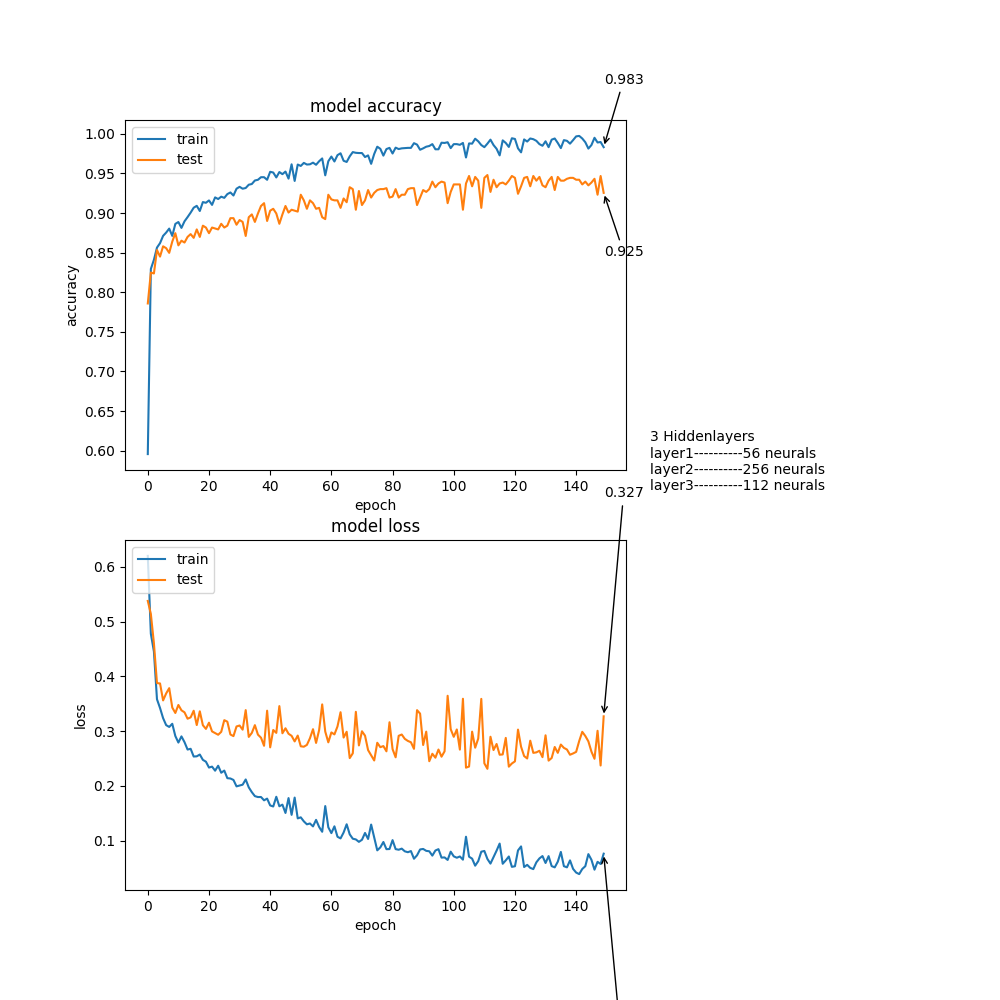 0.983
model accuracy
train
test
1.00
0.95
0.90
0.85
0.80
0.75
0.70
0.65
0.60
accuracy
0.925
0 20 40 60 80 100 120 140
epoch
3 Hiddenlayers
layer1----------56 neurals
layer2----------256 neurals
layer3----------112 neurals
0.327
model loss
train
test
0.6
0.5
0.4
0.3
0.2
0.1
loss
0 20 40 60 80 100 120 140
epoch